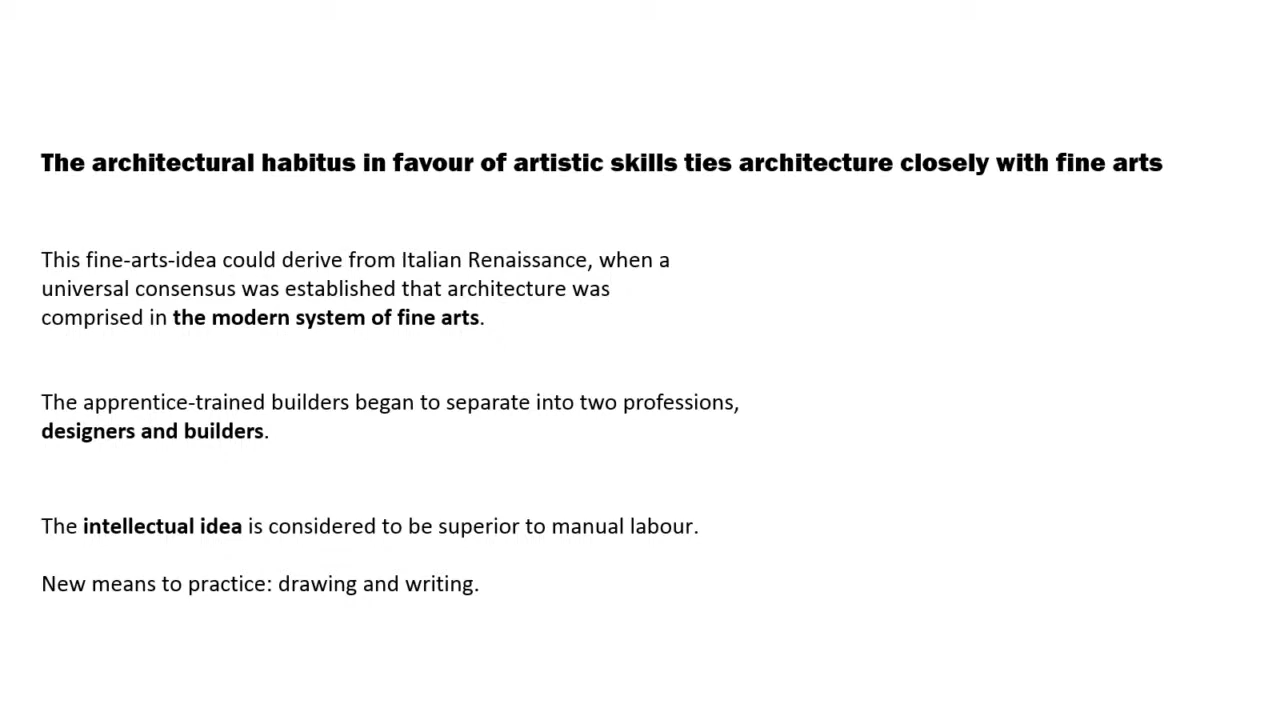 The architectural habitus in favour of artistic skills ties architecture closely with fine arts
This fine-arts-idea could derive from Italian Renaissance, when a
universal consensus was established that architecture was
comprised in the modern system of fine arts.
The apprentice-trained builders began to separate into two professions,
designers and builders.
The intellectual idea is considered to be superior to manual labour.
New means to practice: drawing and writing.